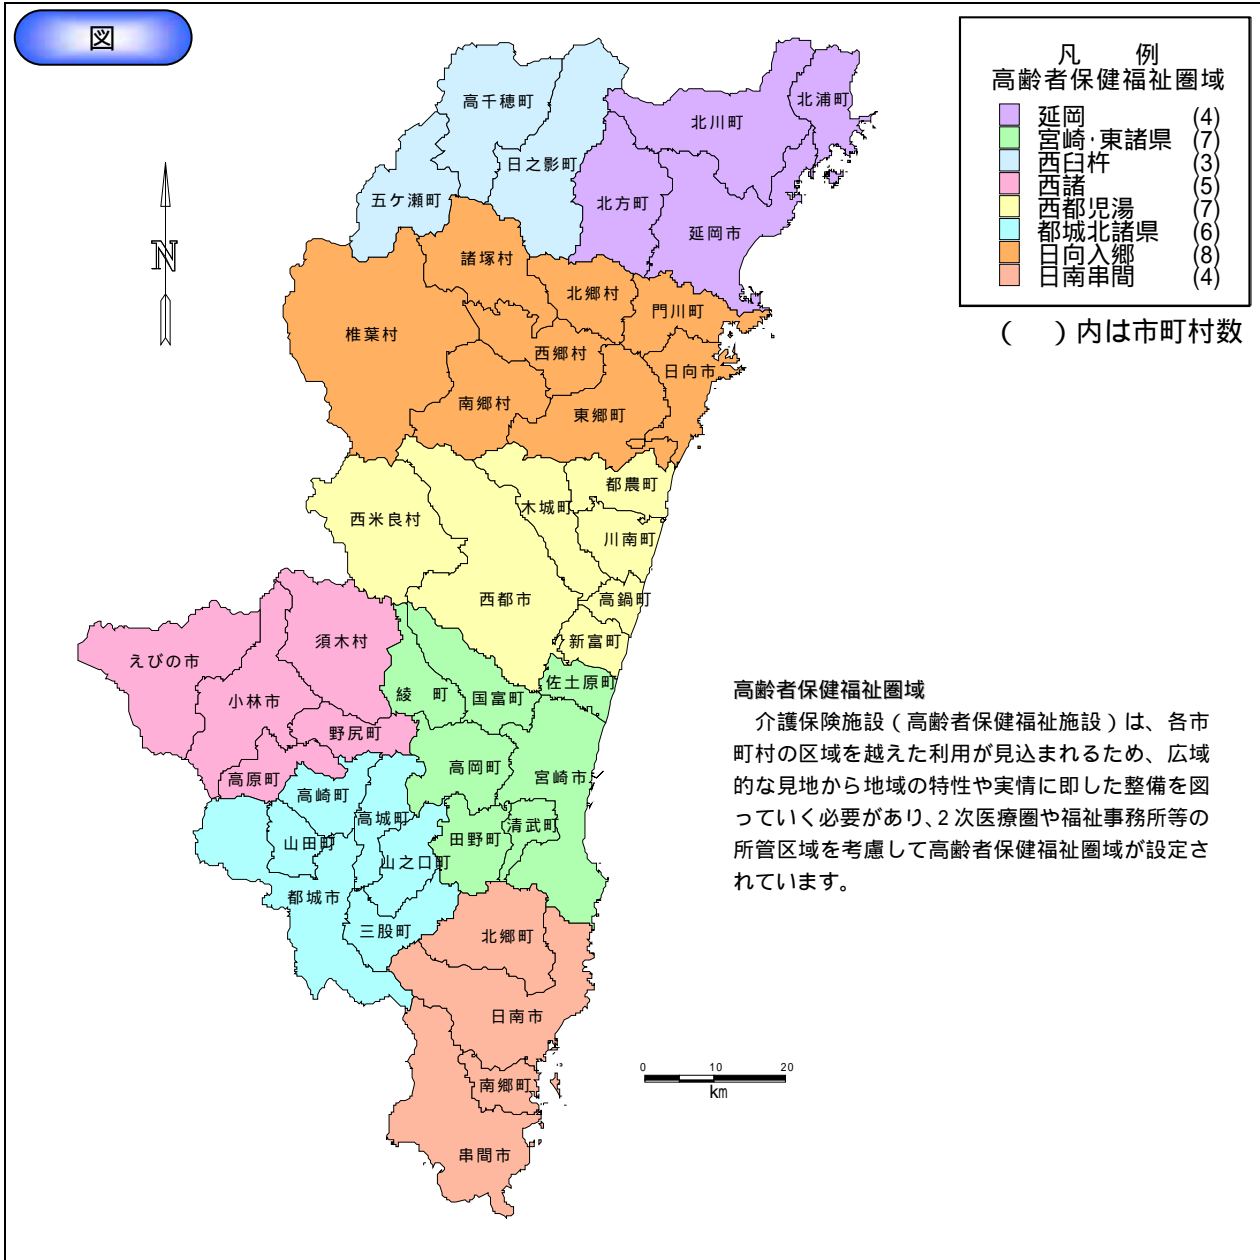 図
凡 例
高齢者保健福祉圏域
延岡 (4)
宮崎・東諸県 (7)
西臼杵 (3)
西諸 (5)
西都児湯 (7)
都城北諸県 (6)
日向入郷 (8)
日南串間 (4)
( )内は市町村数
N
高千穂町
北浦町
北川町
日之影町
五ケ瀬町
北方町
延岡市
諸塚村
北郷村
門川町
椎葉村
西郷村
日向市
南郷村
東郷町
都農町
木城町
西米良村
川南町
西都市
高鍋町
新富町
須木村
えびの市
佐土原町
綾 町
国富町
小林市
野尻町
高岡町
宮崎市
高原町
高崎町
高城町
清武町
田野町
山田町
山之口町
都城市
三股町
北郷町
日南市
南郷町
串間市
高齢者保健福祉圏域
介護保険施設(高齢者保健福祉施設)は、各市
町村の区域を越えた利用が見込まれるため、広域
的な見地から地域の特性や実情に即した整備を図
っていく必要があり、2次医療圏や福祉事務所等の
所管区域を考慮して高齢者保健福祉圏域が設定さ
れています。
0 10 20
km